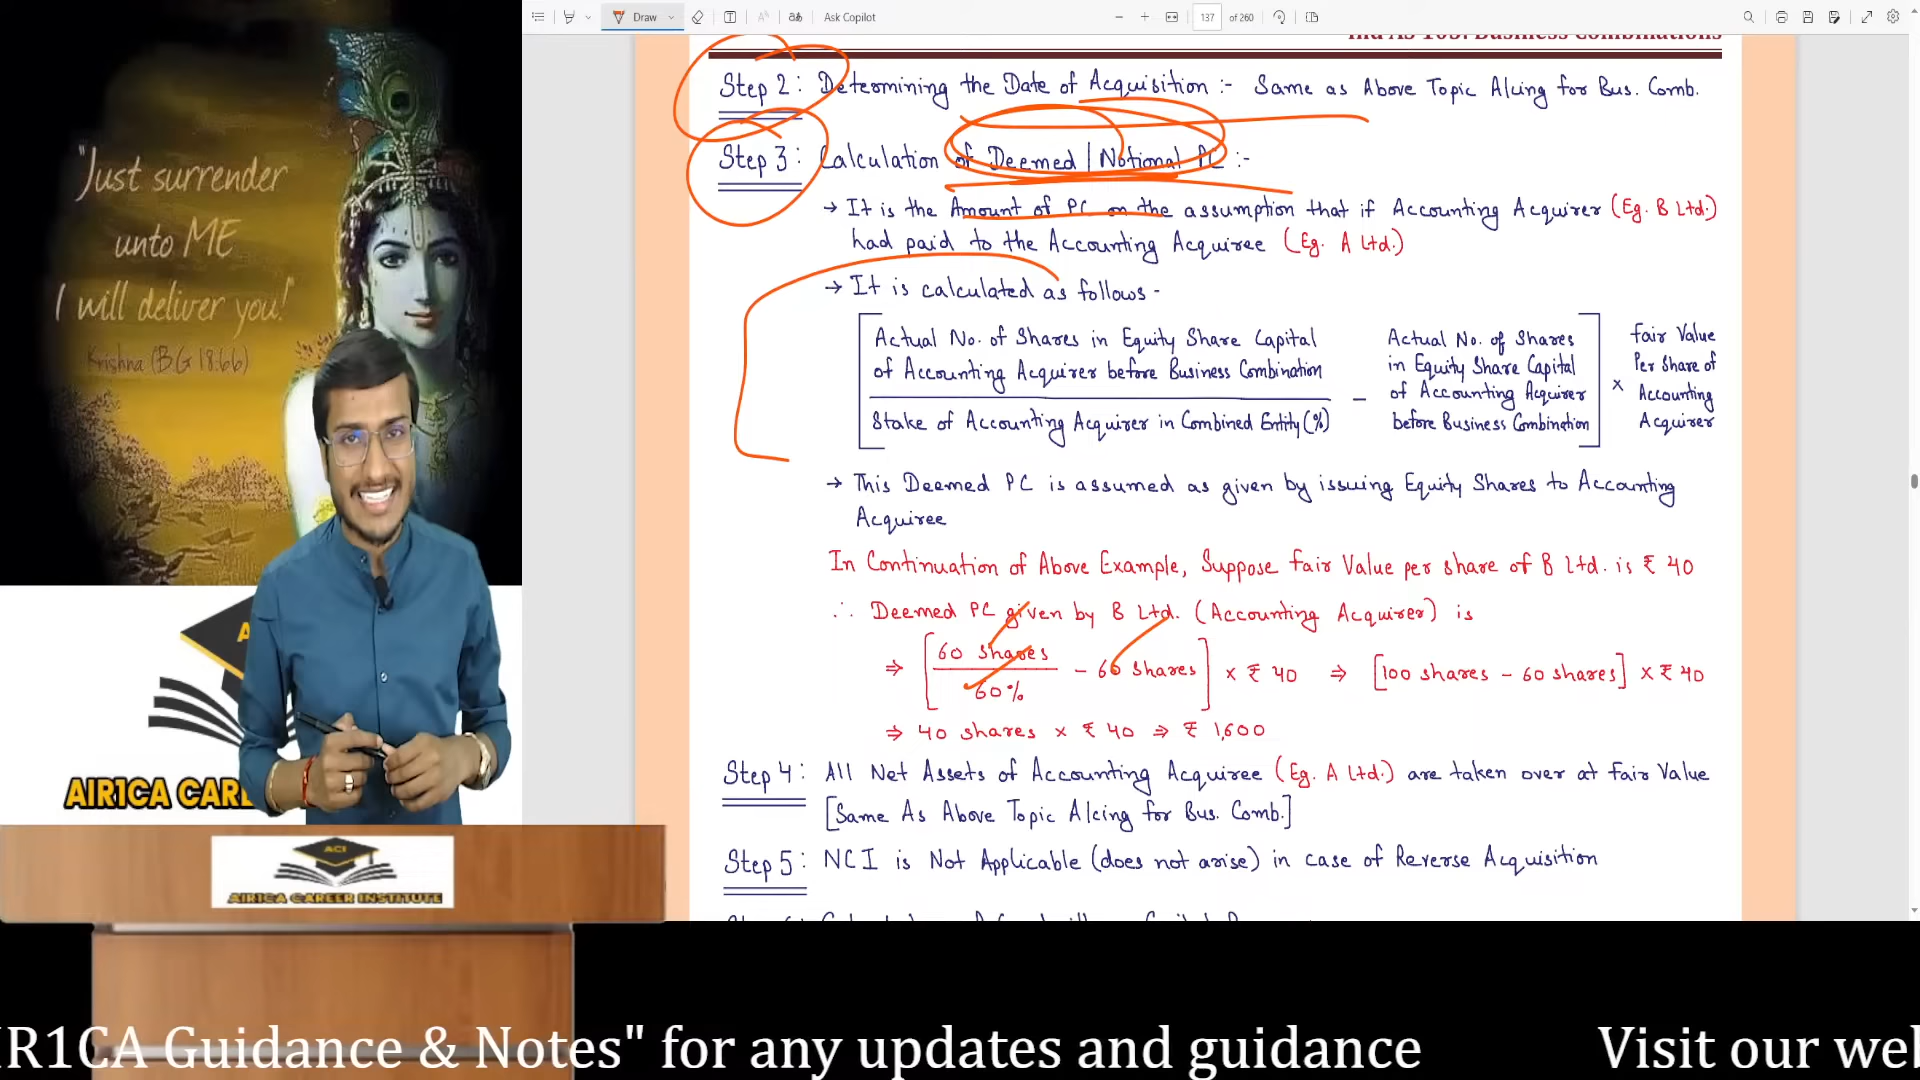 Draw
Ask Copilot
137 of 260
Ind As 103: Business Combinations
"Just surrender
unto ME
I will deliver you!"
Krishna (B.G 18:66)
Step 2: Determining the Date of Acquisition :- Same as Above Topic A/cing for Bus. Comb.
Step 3: Calculation of Deemed | Notional PC :-
→ It is the Amount of PC on the assumption that if Accounting Acquirer (Eg. B Ltd.)
had paid to the Accounting Acquiree (Eg. A Ltd.)
→ It is calculated as follows -
Actual No. of Shares in Equity Share Capital
of Accounting Acquirer before Business Combination
Stake of Accounting Acquirer in Combined Entity (%)
−
Actual No. of Shares
in Equity Share Capital
of Accounting Acquirer
before Business Combination
×
Fair Value
Per Share of
Accounting
Acquirer
→ This Deemed PC is assumed as given by issuing Equity Shares to Accounting
Acquiree
In Continuation of Above Example, Suppose Fair Value per share of B Ltd. is ₹ 40
∴ Deemed PC given by B Ltd. (Accounting Acquirer) is
⇒ [60 shares / 60% − 60 shares] × ₹ 40 ⇒ [100 shares − 60 shares] × ₹ 40
⇒ 40 shares × ₹ 40 ⇒ ₹ 1,600
Step 4: All Net Assets of Accounting Acquiree (Eg. A Ltd.) are taken over at Fair Value
[Same As Above Topic A/cing for Bus. Comb.]
Step 5: NCI is Not Applicable (does not arise) in case of Reverse Acquisition
AIR1CA CARE
ACI
AIR1CA CAREER INSTITUTE
IR1CA Guidance & Notes" for any updates and guidance
Visit our web